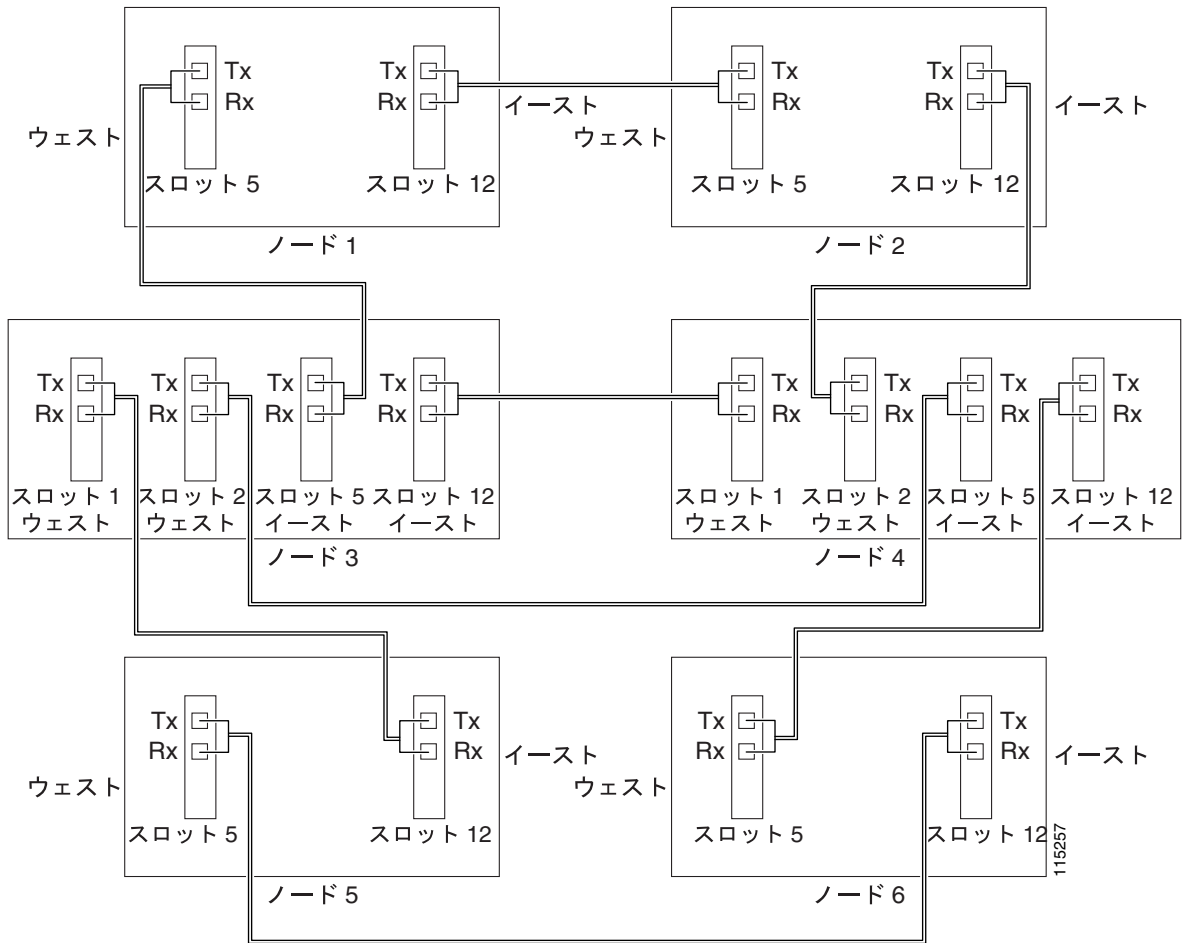 Tx
Rx
スロット 5
Tx
Rx
スロット 12
ウェスト
イースト
ノード 1
Tx
Rx
スロット 5
Tx
Rx
スロット 12
ウェスト
イースト
ノード 2
Tx
Rx
スロット 1
ウェスト
Tx
Rx
スロット 2
ウェスト
Tx
Rx
スロット 5
イースト
Tx
Rx
スロット 12
イースト
ノード 3
Tx
Rx
スロット 1
ウェスト
Tx
Rx
スロット 2
ウェスト
Tx
Rx
スロット 5
イースト
Tx
Rx
スロット 12
イースト
ノード 4
Tx
Rx
スロット 5
Tx
Rx
スロット 12
ウェスト
イースト
ノード 5
Tx
Rx
スロット 5
Tx
Rx
スロット 12
ウェスト
イースト
ノード 6
115257